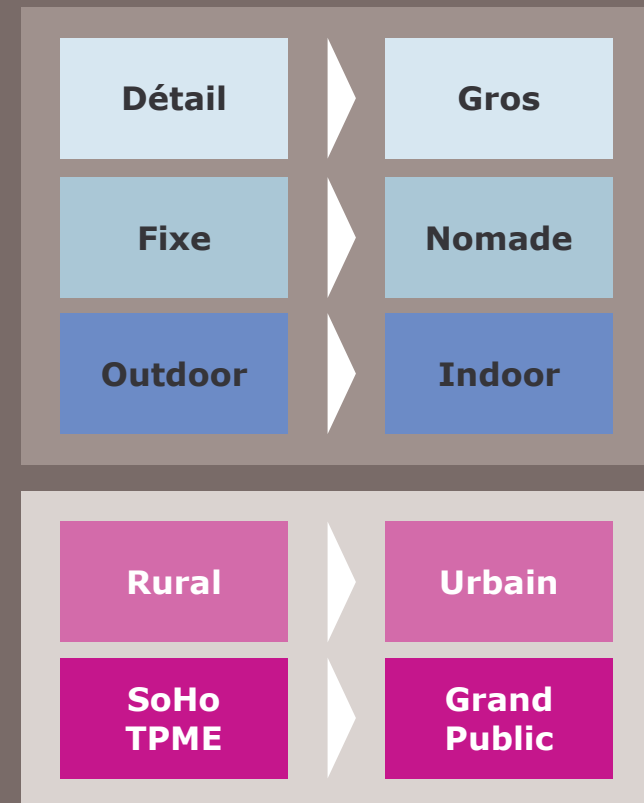 Détail
Gros
Fixe
Nomade
Outdoor
Indoor
Rural
Urbain
SoHo
TPME
Grand
Public